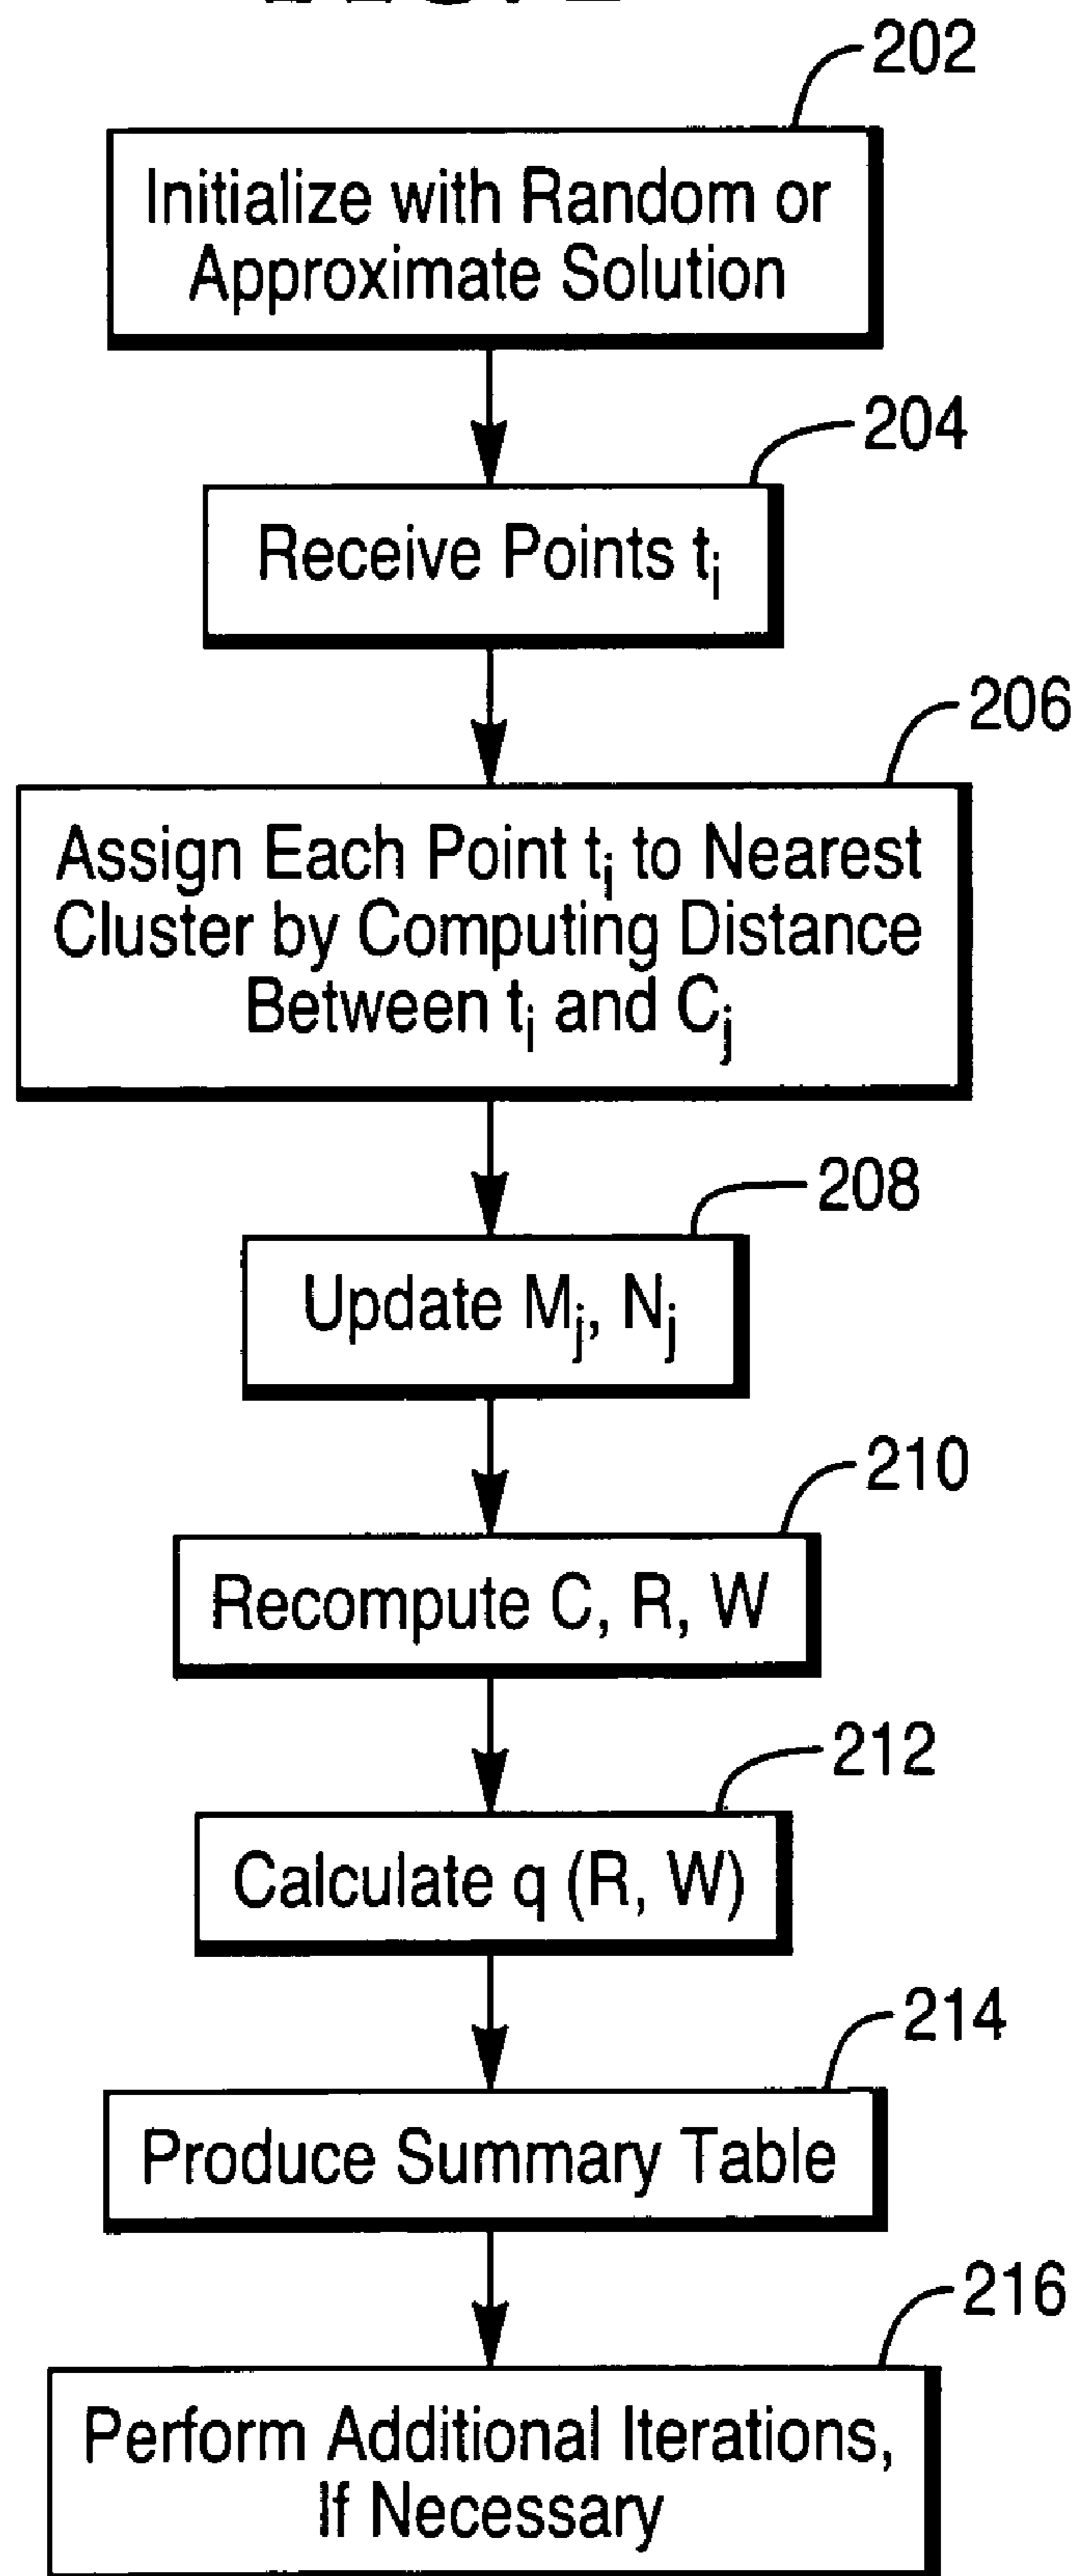 202
Initialize with Random or
Approximate Solution
204
Receive Points tᵢ
206
Assign Each Point tᵢ to Nearest
Cluster by Computing Distance
Between tᵢ and Cⱼ
208
Update Mⱼ, Nⱼ
210
Recompute C, R, W
212
Calculate q (R, W)
214
Produce Summary Table
216
Perform Additional Iterations,
If Necessary